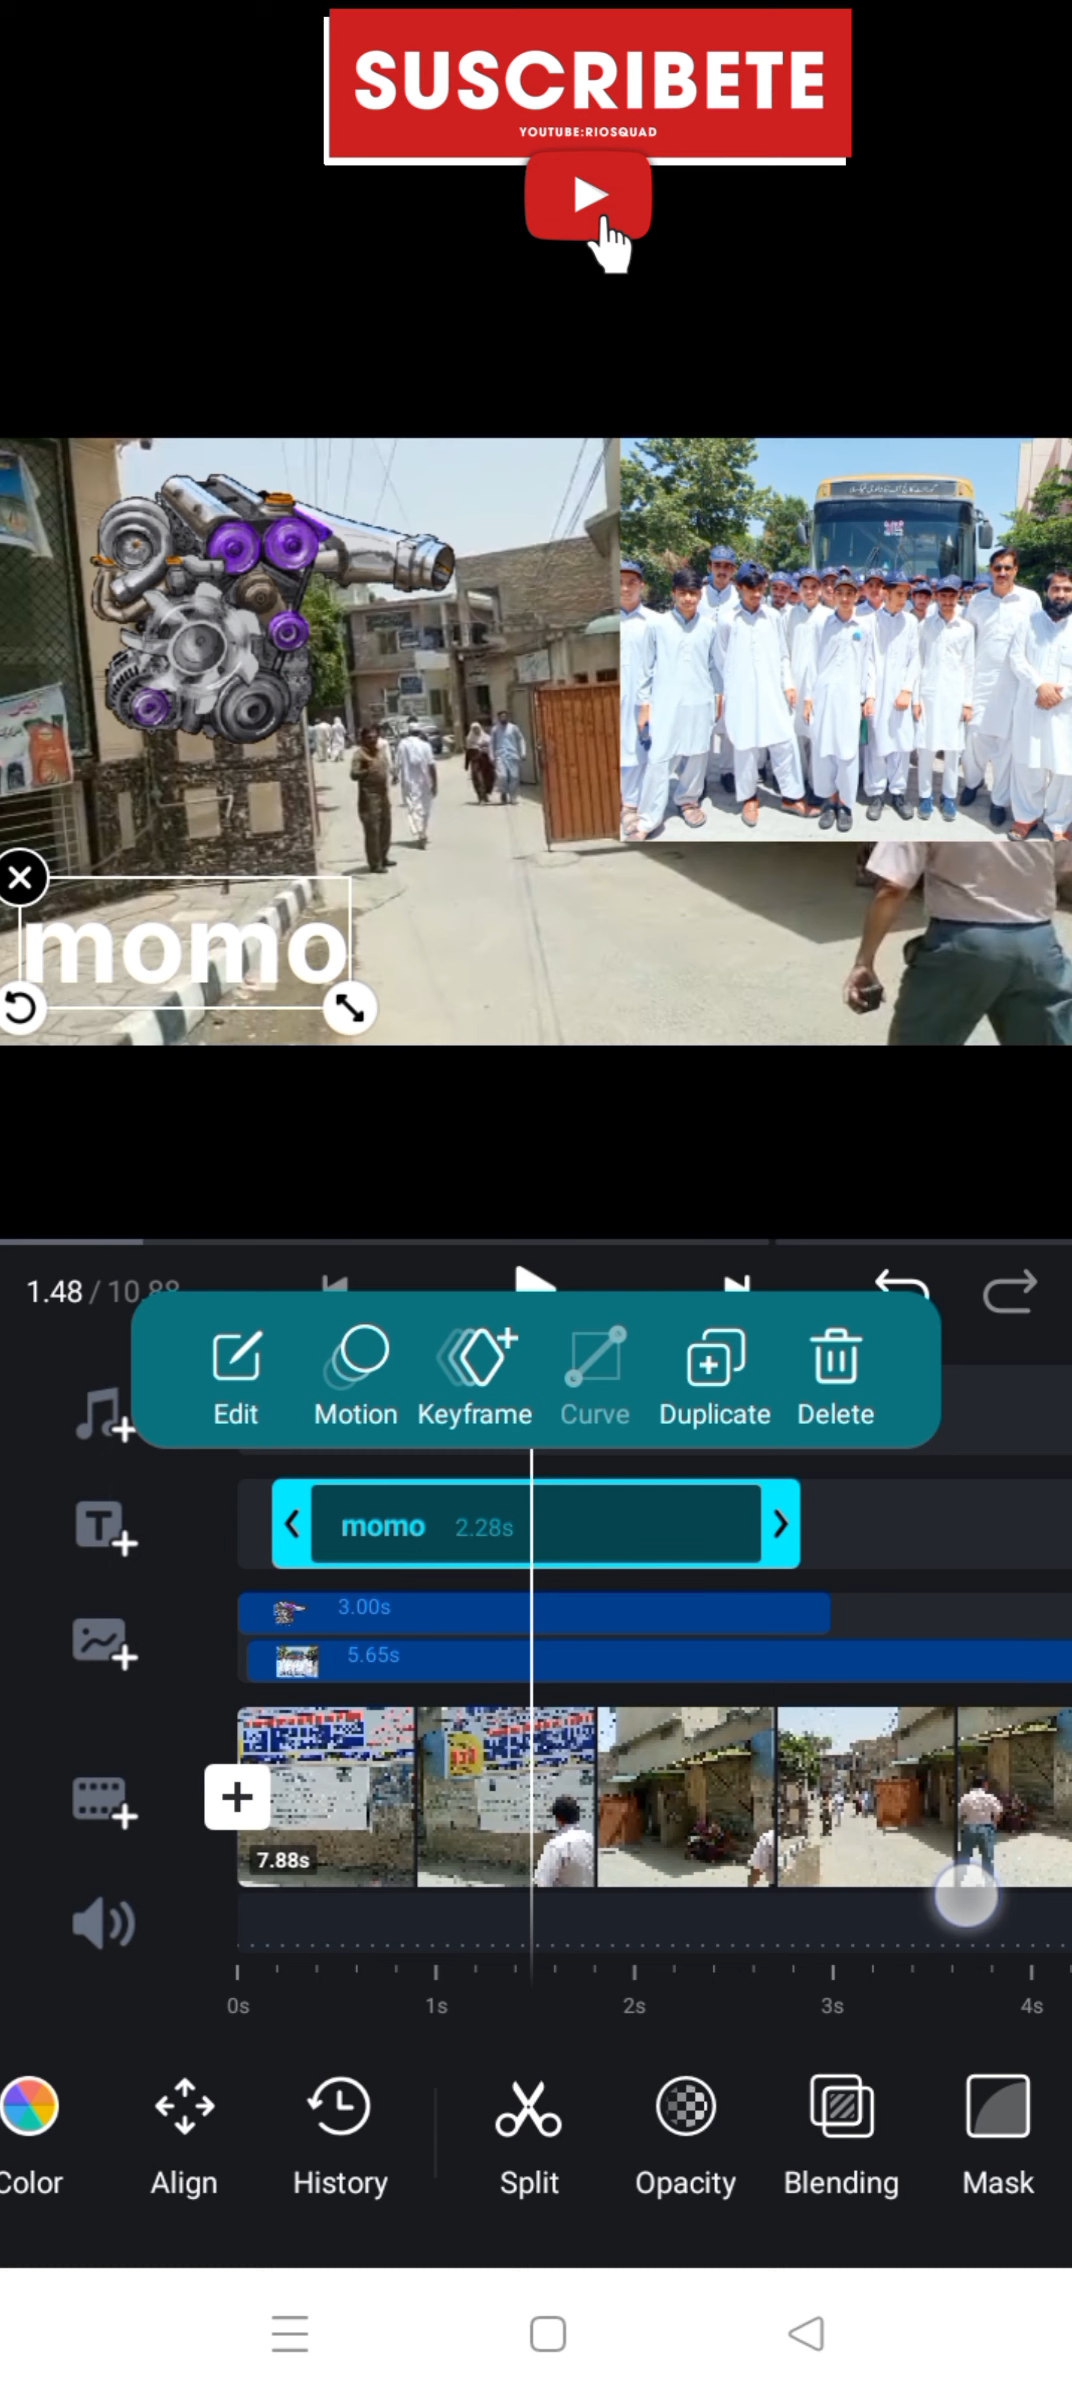 SUSCRIBETE
YOUTUBE:RIOSQUAD
momo
1.48 / 10.88
Edit
Motion
Keyframe
Curve
Duplicate
Delete
momo 2.28s
3.00s
5.65s
7.88s
0s 1s 2s 3s 4s
Color
Align
History
Split
Opacity
Blending
Mask